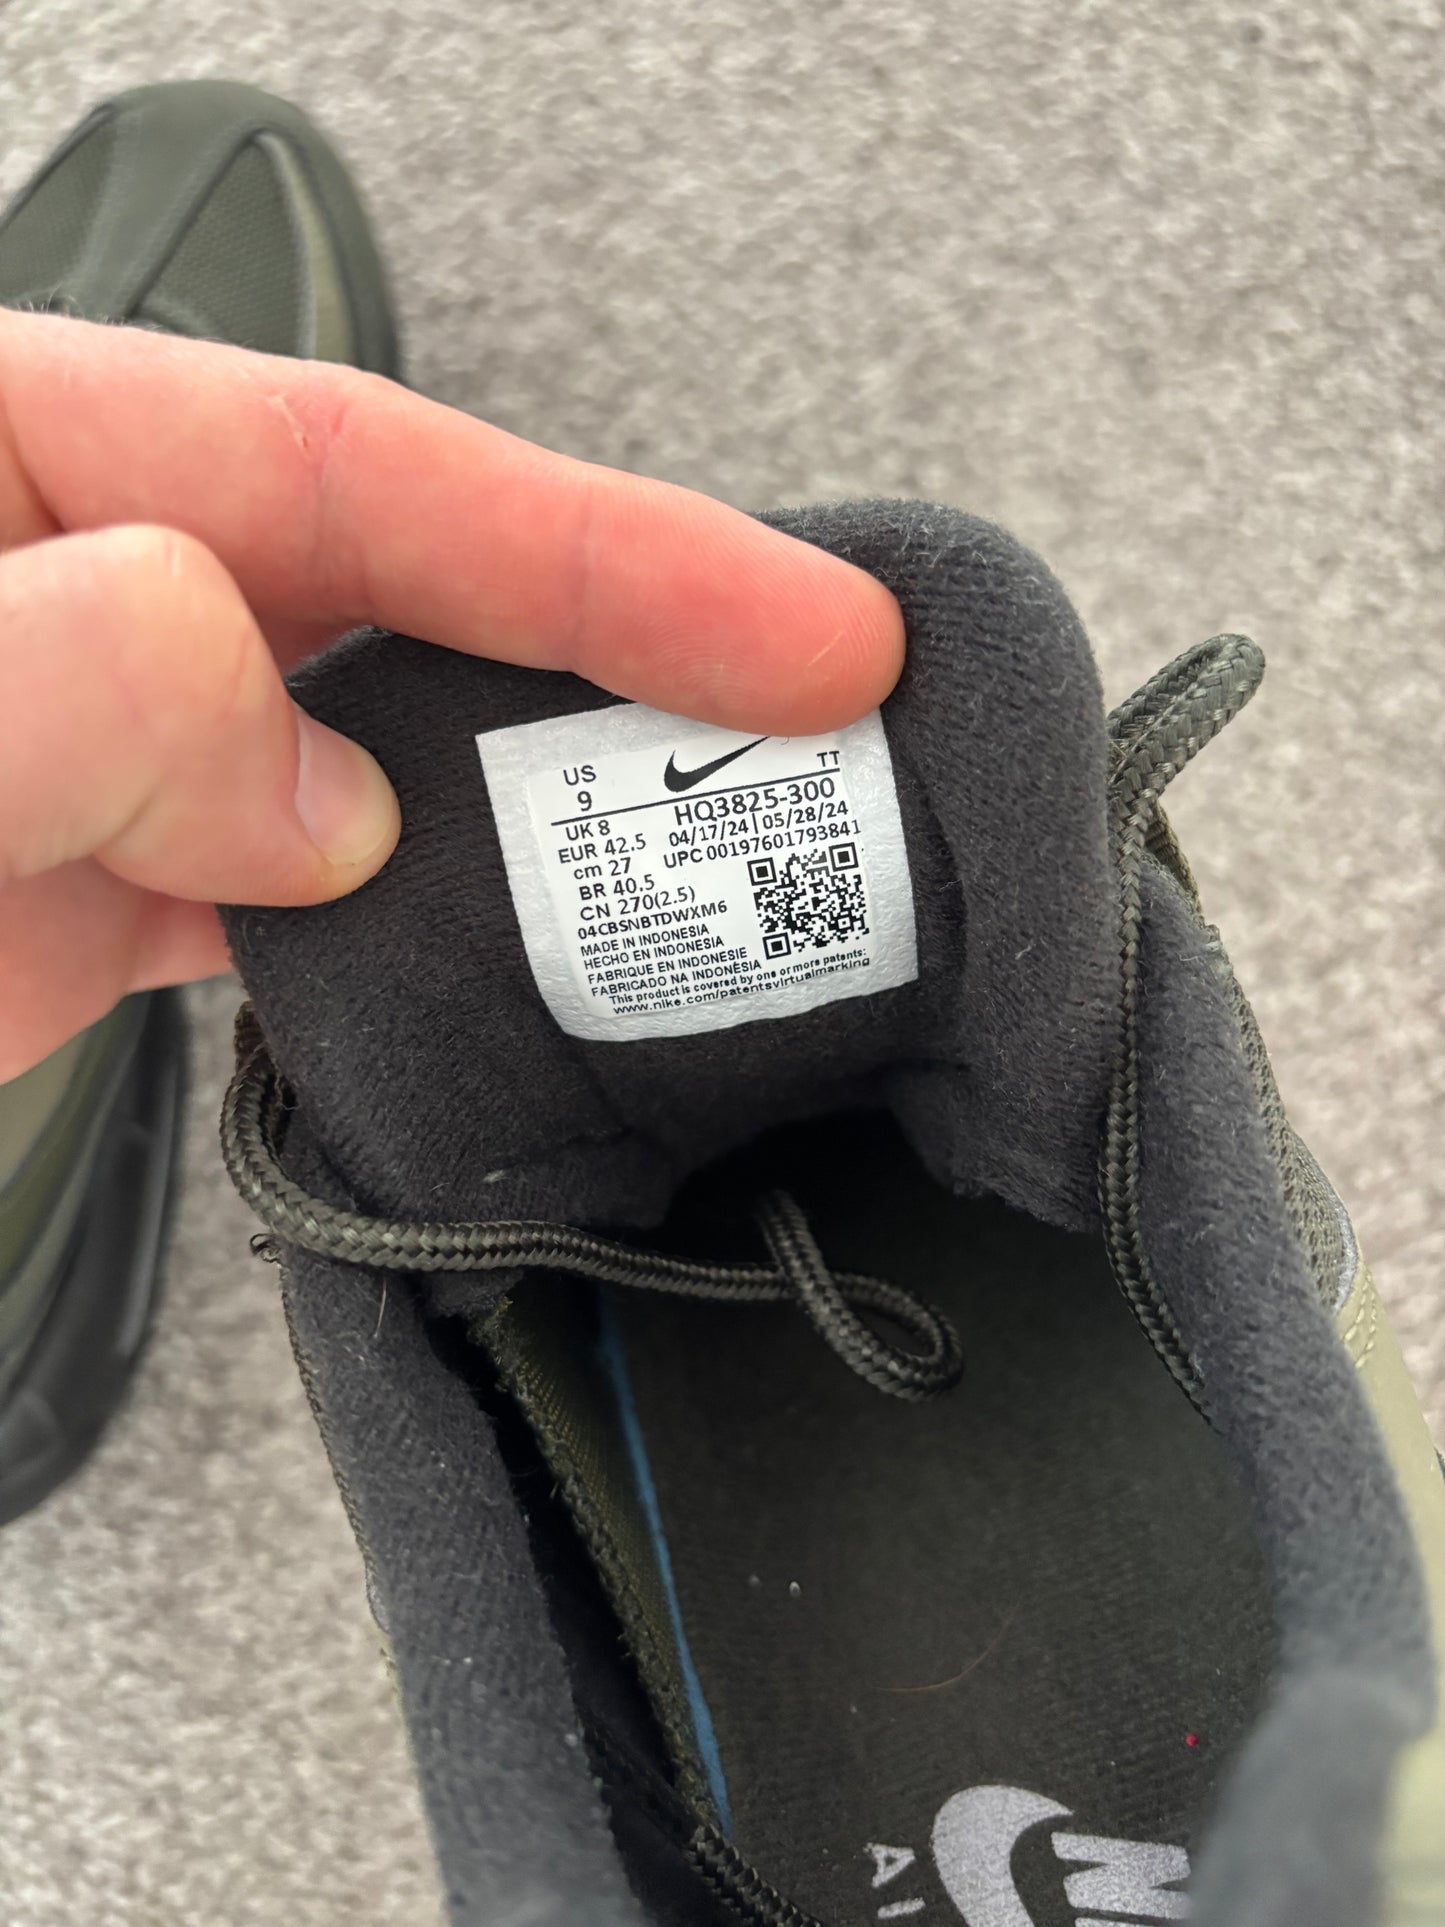 US
9
TT
HQ3825-300
UK 8
04/17/24|05/28/24
EUR 42.5
UPC 00197601793841
cm 27
BR 40.5
CN 270(2.5)
04CBSNBTDWXM6
MADE IN INDONESIA
HECHO EN INDONESIA
FABRIQUE EN INDONESIE
FABRICADO NA INDONÉSIA
This product is covered by one or more patents:
www.nike.com/patentsvirtualmarking